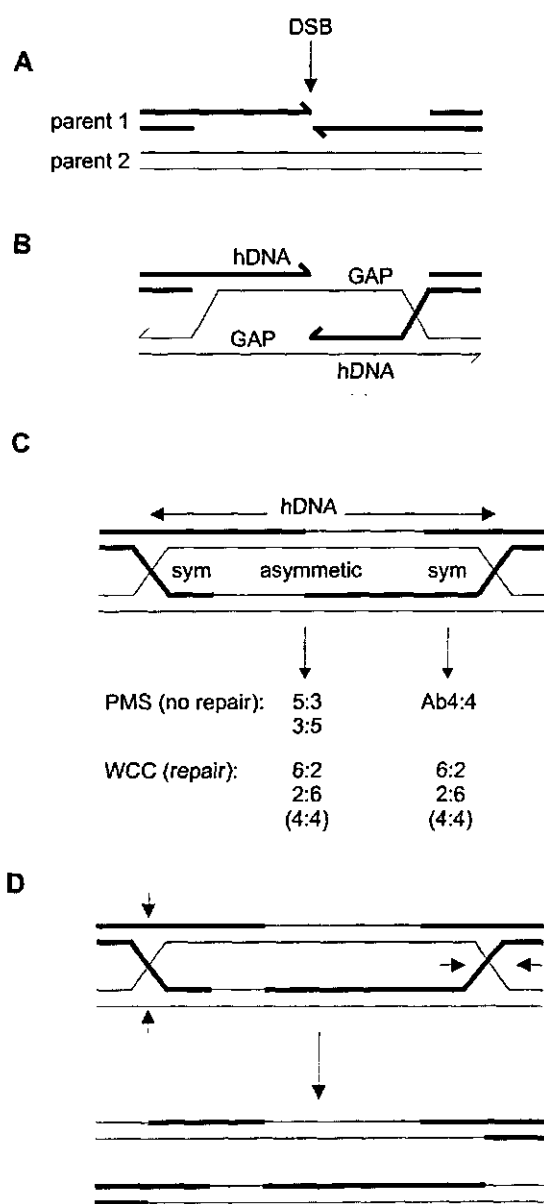 DSB
A
parent 1
parent 2
B
hDNA
GAP
GAP
hDNA
C
hDNA
sym asymmetic sym
PMS (no repair): 5:3 Ab4:4
3:5
WCC (repair): 6:2 6:2
2:6 2:6
(4:4) (4:4)
D